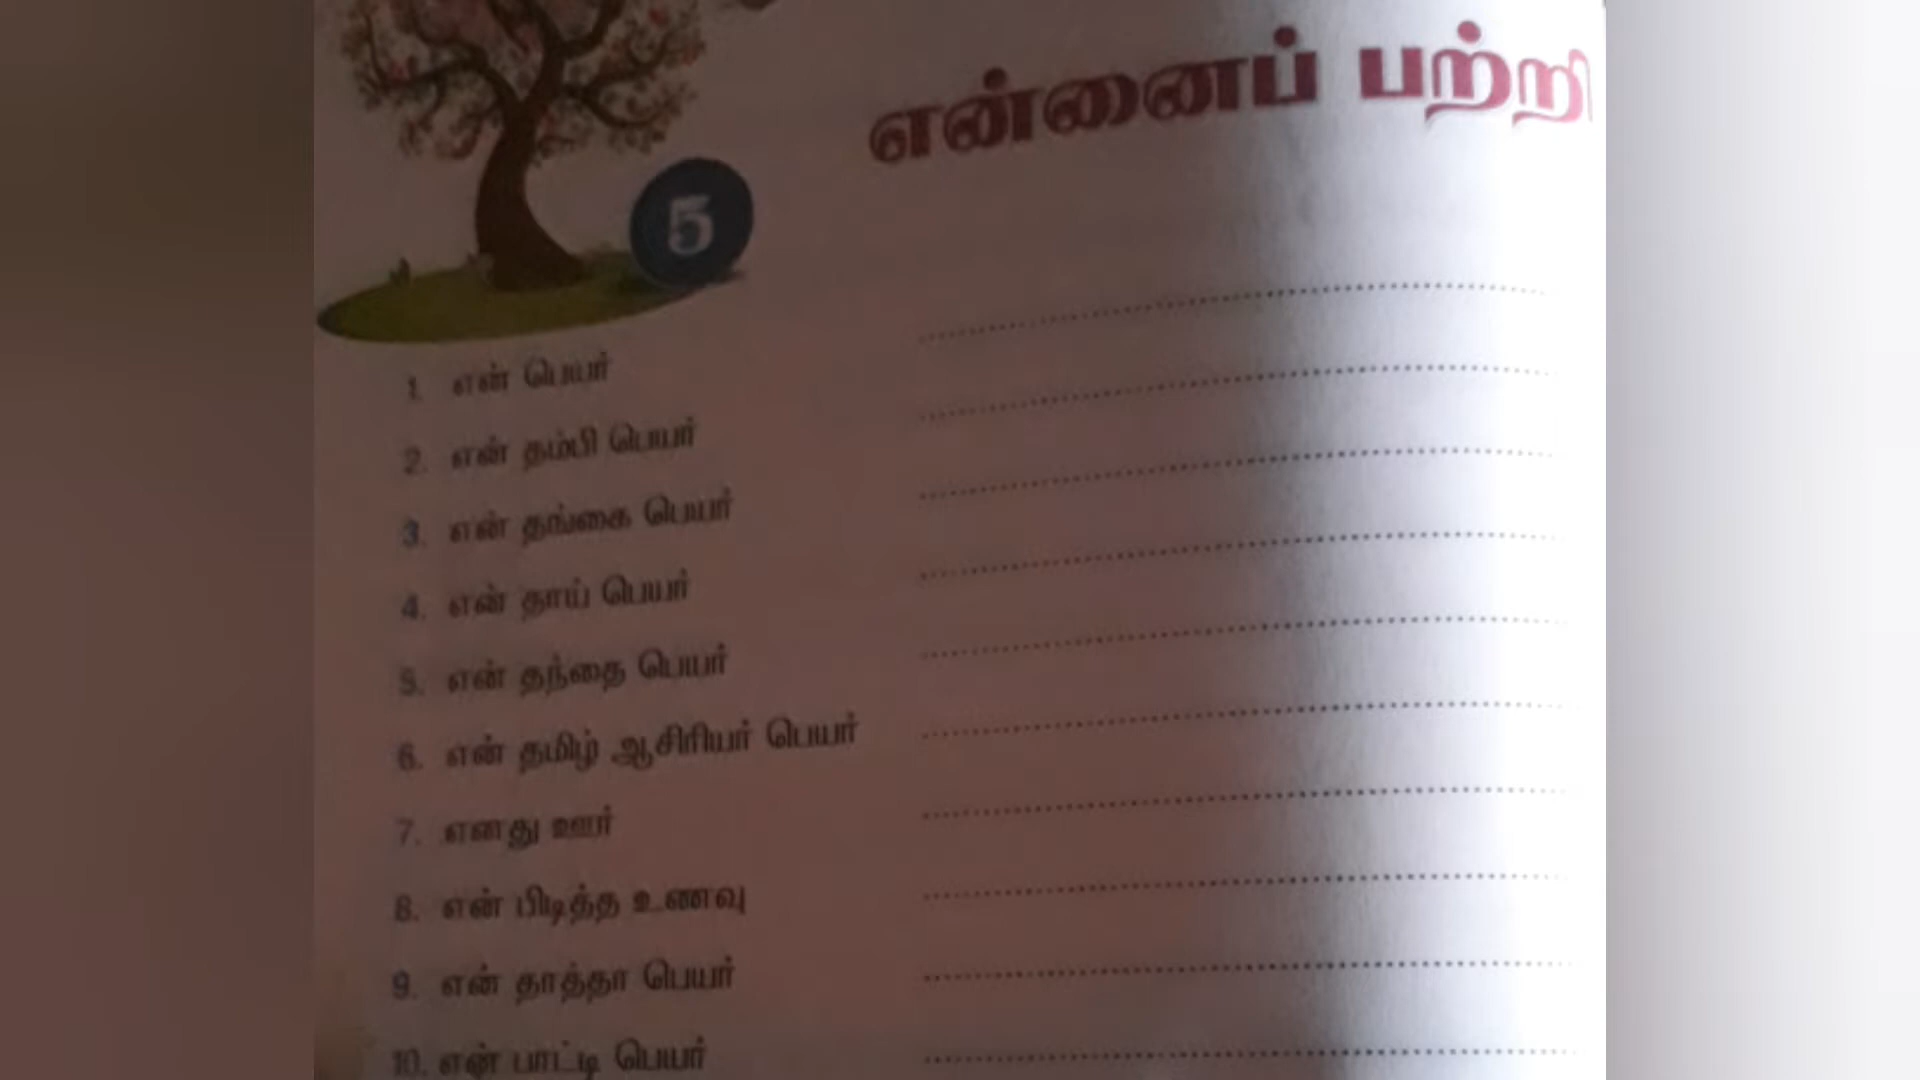 என்னைப் பற்றி
5
1. என் பெயர்
2. என் தம்பி பெயர்
3. என் தங்கை பெயர்
4. என் தாய் பெயர்
5. என் தந்தை பெயர்
6. என் தமிழ் ஆசிரியர் பெயர்
7. எனது ஊர்
8. என் பிடித்த உணவு
9. என் தாத்தா பெயர்
10. என் பாட்டி பெயர்